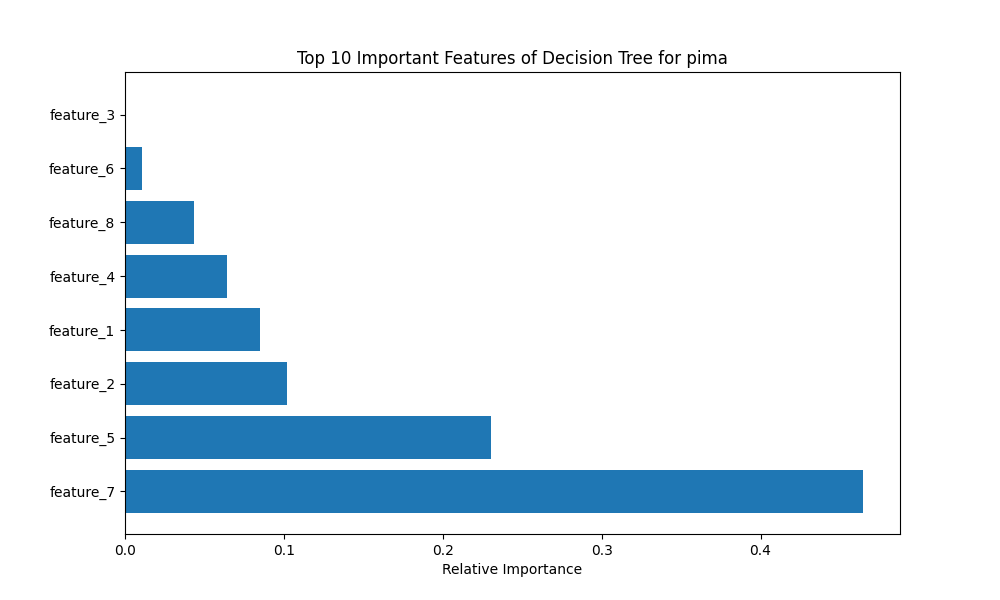 Top 10 Important Features of Decision Tree for pima
feature_3
feature_6
feature_8
feature_4
feature_1
feature_2
feature_5
feature_7
0.0 0.1 0.2 0.3 0.4
Relative Importance